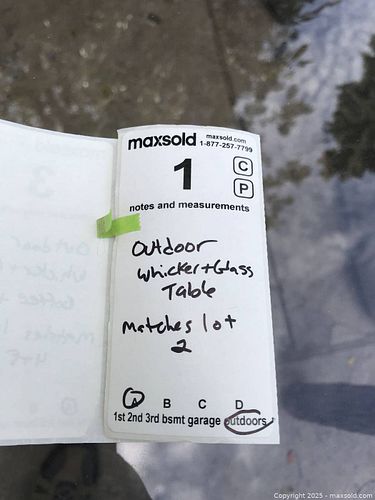 maxsold maxsold.com
1-877-257-7799
1 C
P
notes and measurements
Outdoor
Whicker+Glass
Table
Matches lot
2
A B C D
1st 2nd 3rd bsmt garage outdoors
Copyright 2025 - maxsold.com